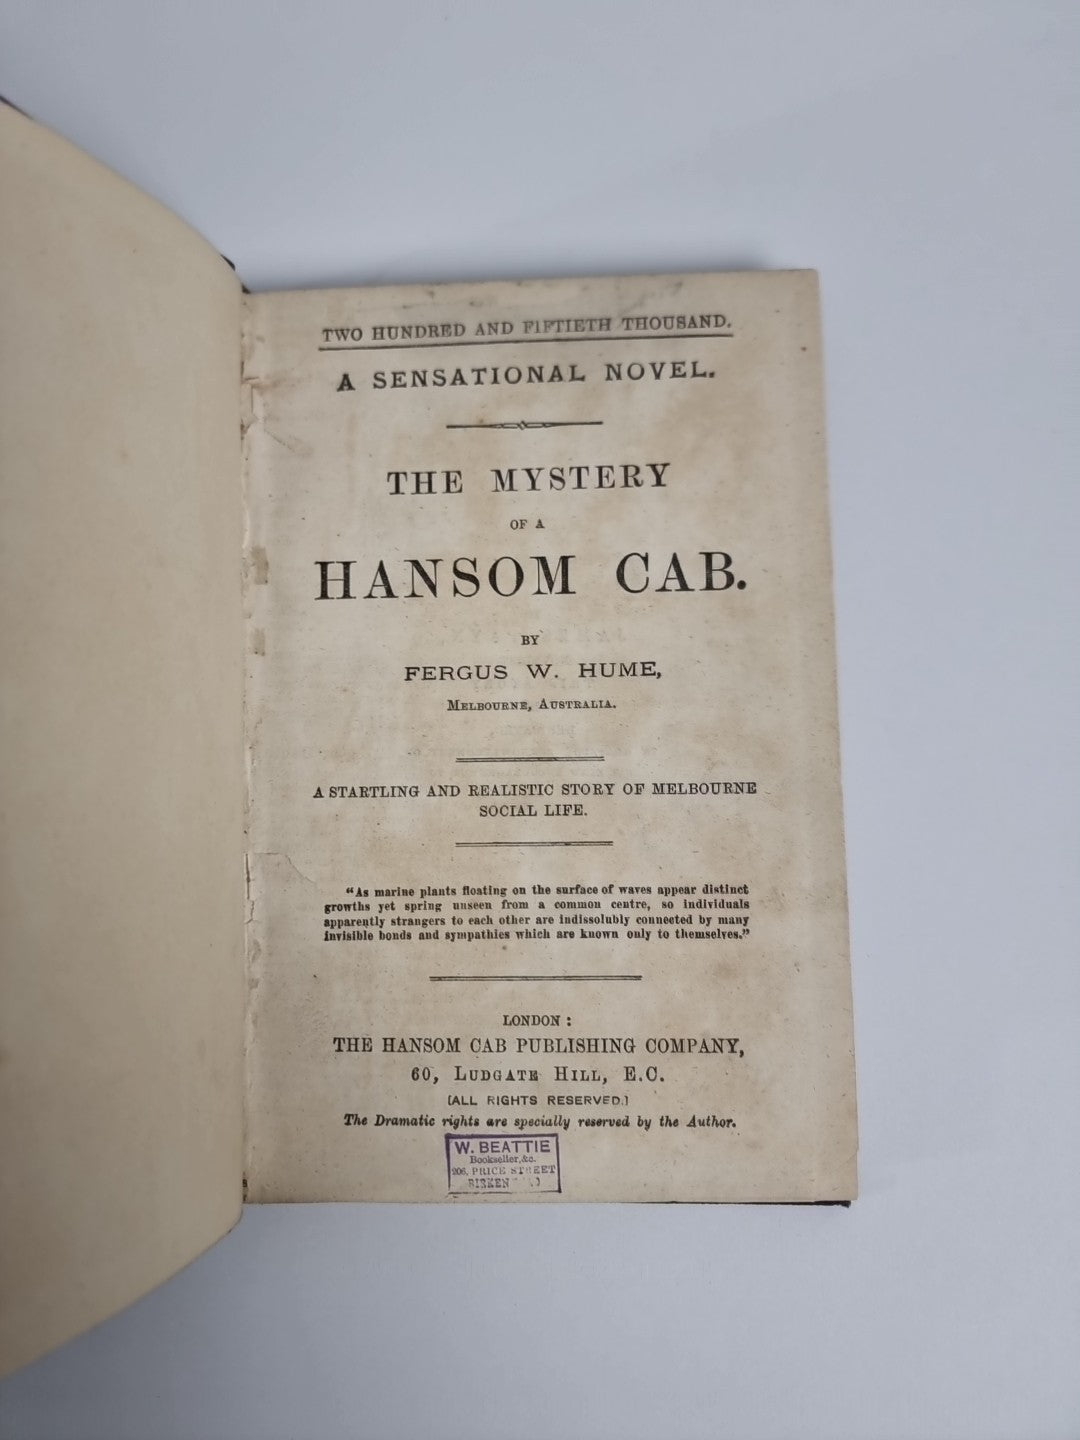 TWO HUNDRED AND FIFTIETH THOUSAND.
A SENSATIONAL NOVEL.
THE MYSTERY
OF A
HANSOM CAB.
BY
FERGUS W. HUME,
MELBOURNE, AUSTRALIA.
A STARTLING AND REALISTIC STORY OF MELBOURNE
SOCIAL LIFE.
"As marine plants floating on the surface of waves appear distinct
growths yet spring unseen from a common centre, so individuals
apparently strangers to each other are indissolubly connected by many
invisible bonds and sympathies which are known only to themselves."
LONDON:
THE HANSOM CAB PUBLISHING COMPANY,
60, LUDGATE HILL, E.C.
[ALL RIGHTS RESERVED.]
The Dramatic rights are specially reserved by the Author.
W. BEATTIE
Bookseller, &c.
206, PRICE STREET